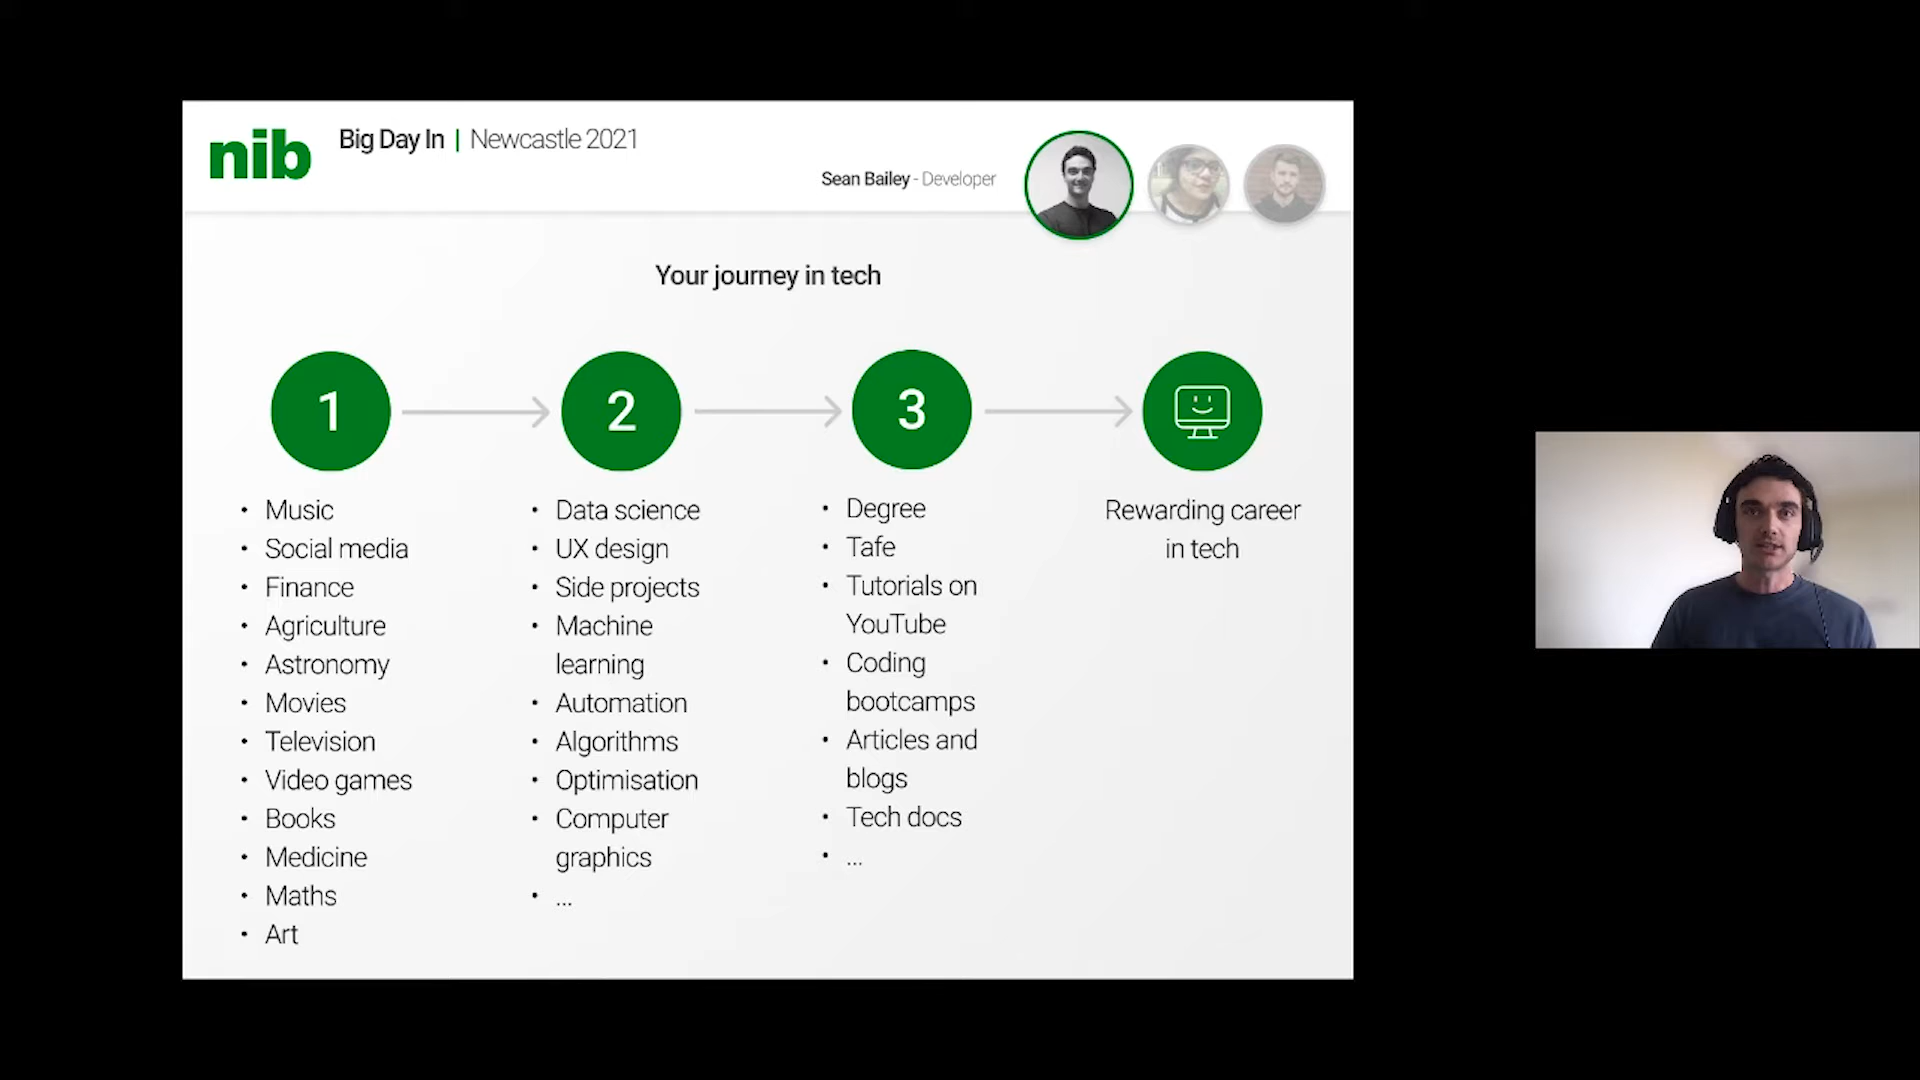 nib
Big Day In | Newcastle 2021
Sean Bailey - Developer
Your journey in tech
1
• Music
• Social media
• Finance
• Agriculture
• Astronomy
• Movies
• Television
• Video games
• Books
• Medicine
• Maths
• Art
2
• Data science
• UX design
• Side projects
• Machine
learning
• Automation
• Algorithms
• Optimisation
• Computer
graphics
• ...
3
• Degree
• Tafe
• Tutorials on
YouTube
• Coding
bootcamps
• Articles and
blogs
• Tech docs
• ...
Rewarding career
in tech